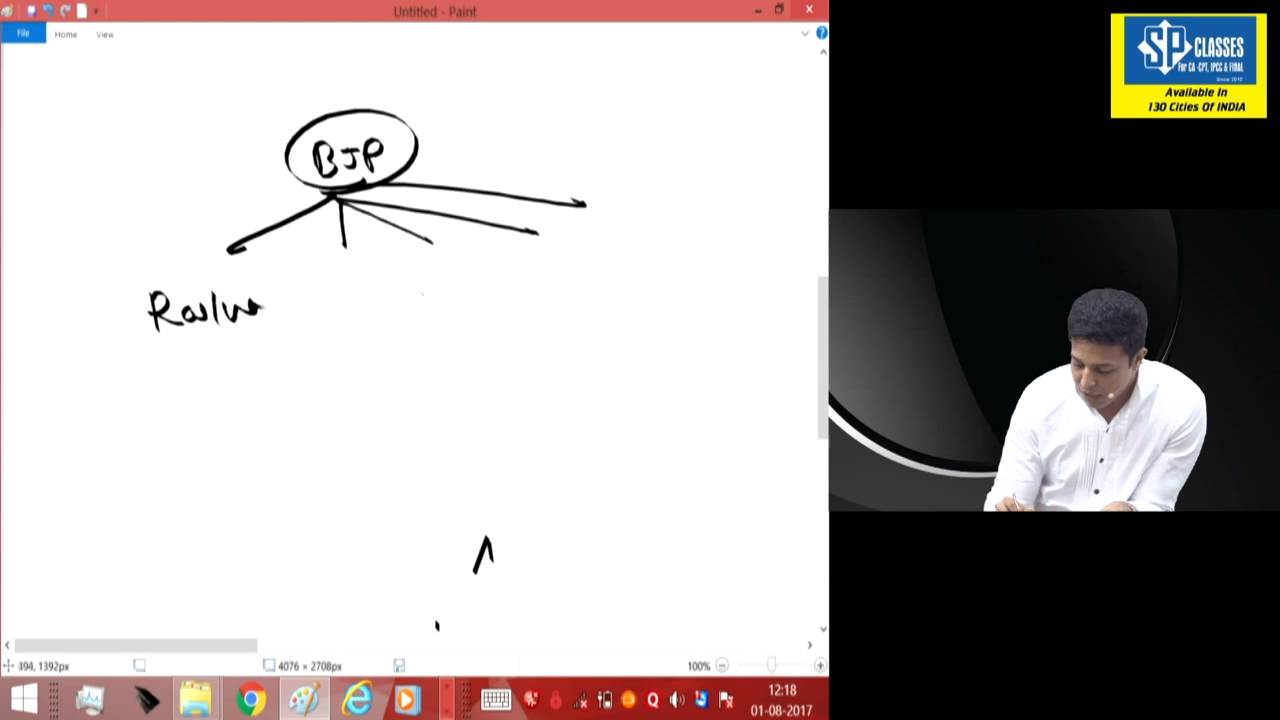 Untitled - Paint
File Home View
BJP
Railw
394, 1392px
4076 × 2708px
100%
12:18
01-08-2017
SP CLASSES
For CA -CPT, IPCC & FINAL
Since 2010
Available In
130 Cities Of INDIA